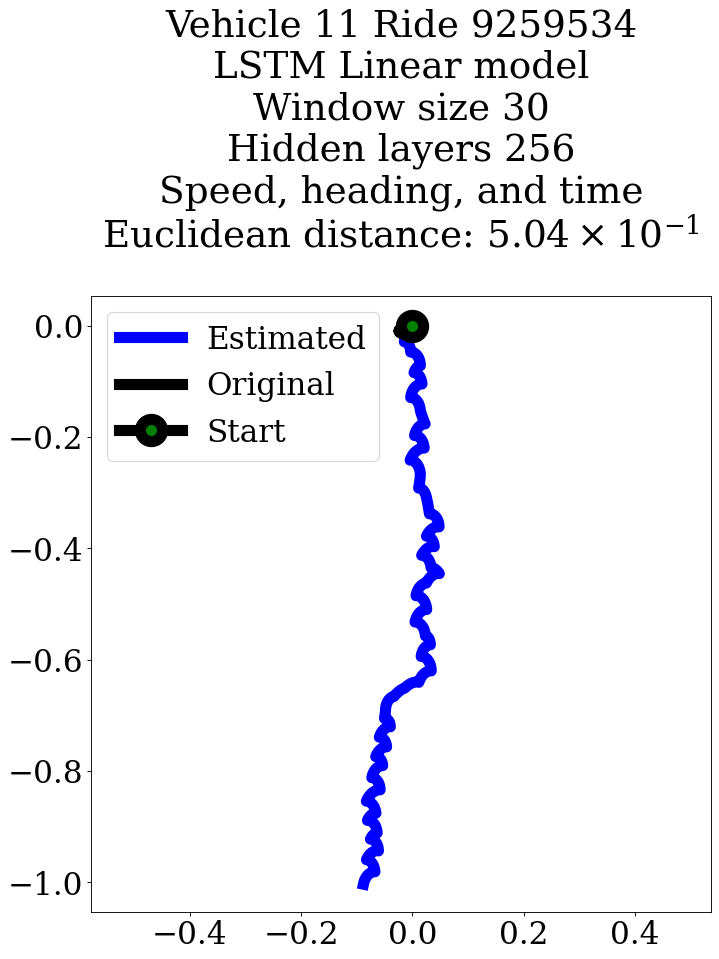 Vehicle 11 Ride 9259534
LSTM Linear model
Window size 30
Hidden layers 256
Speed, heading, and time
Euclidean distance: 5.04 × 10⁻¹
Estimated
Original
Start
0.0
−0.2
−0.4
−0.6
−0.8
−1.0
−0.4 −0.2 0.0 0.2 0.4